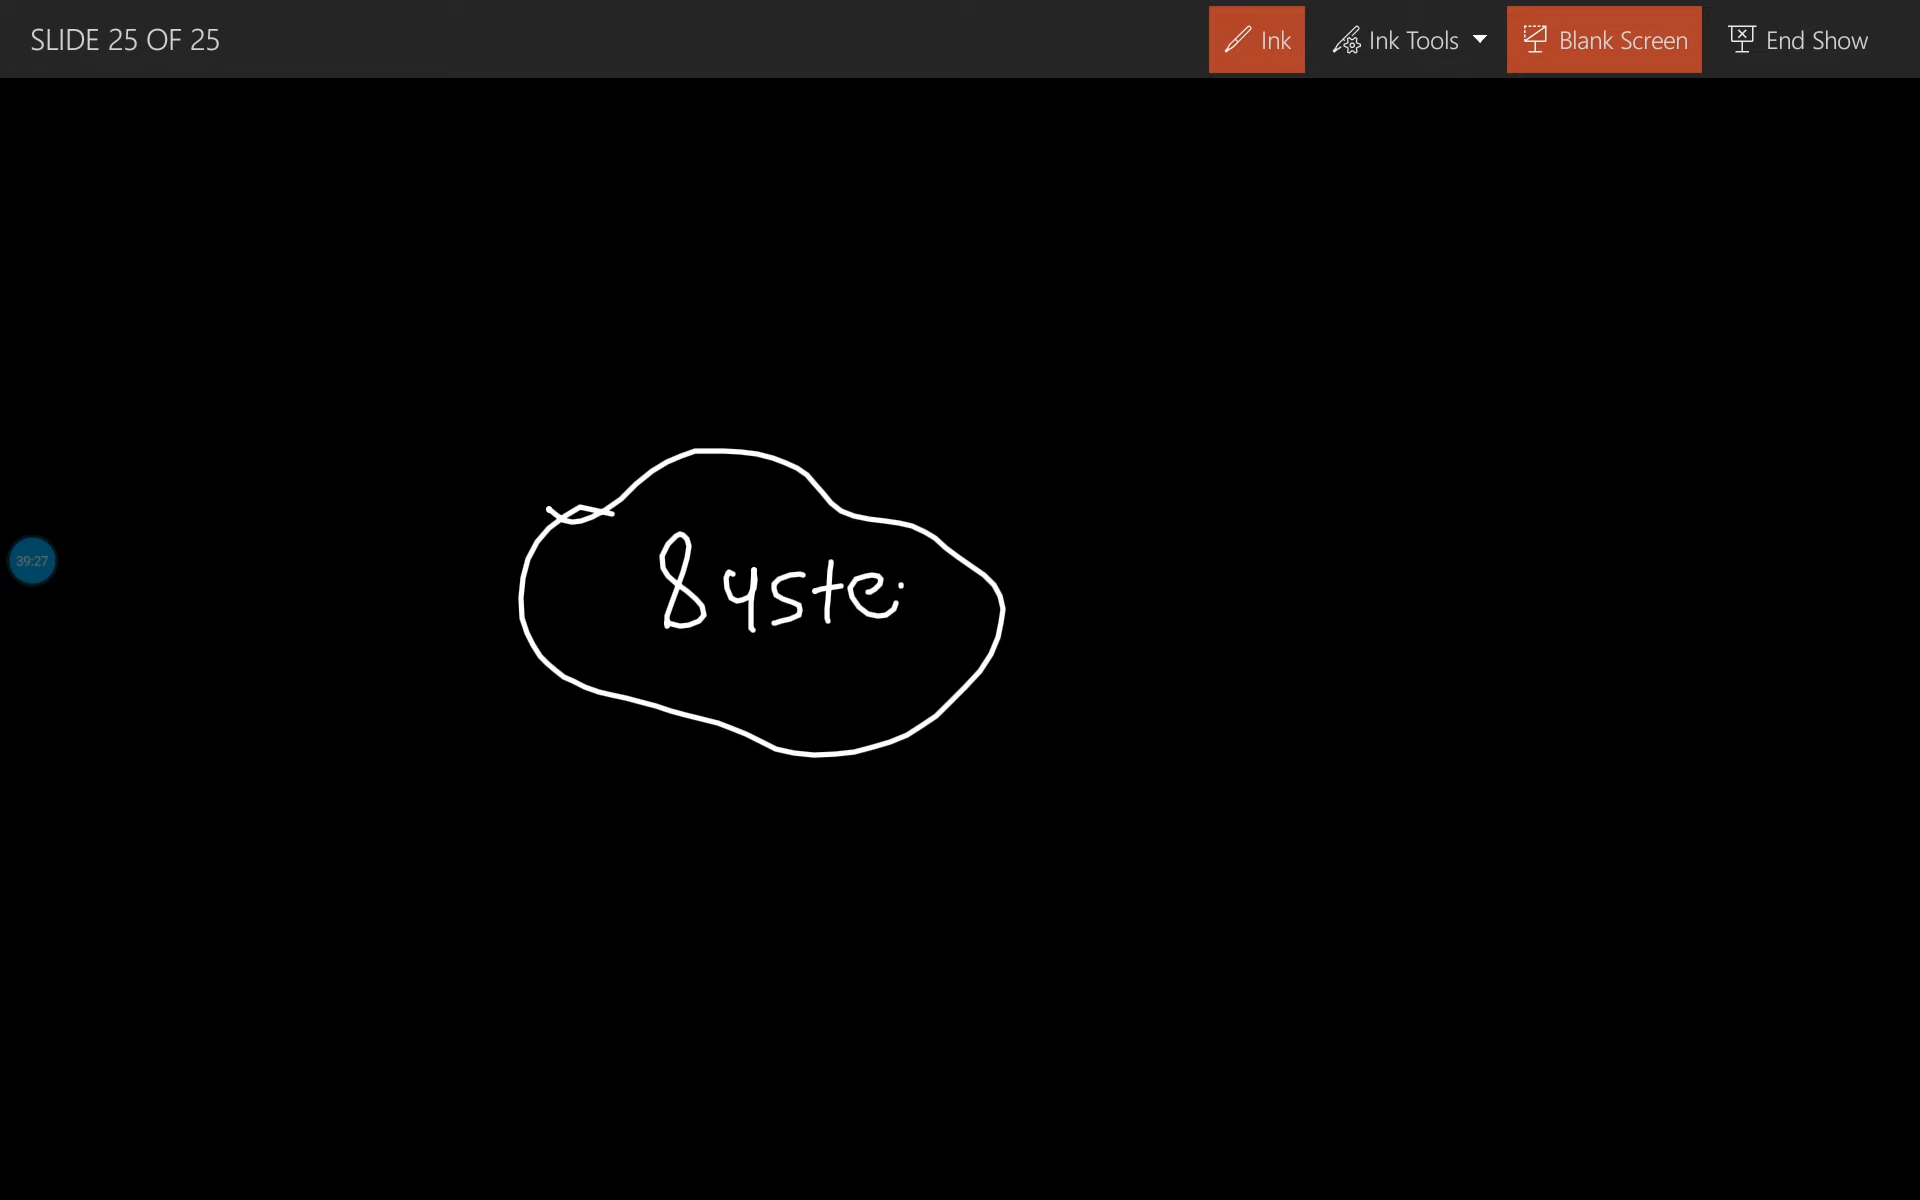 SLIDE 25 OF 25
Ink
Ink Tools
Blank Screen
End Show
39:27
Syste